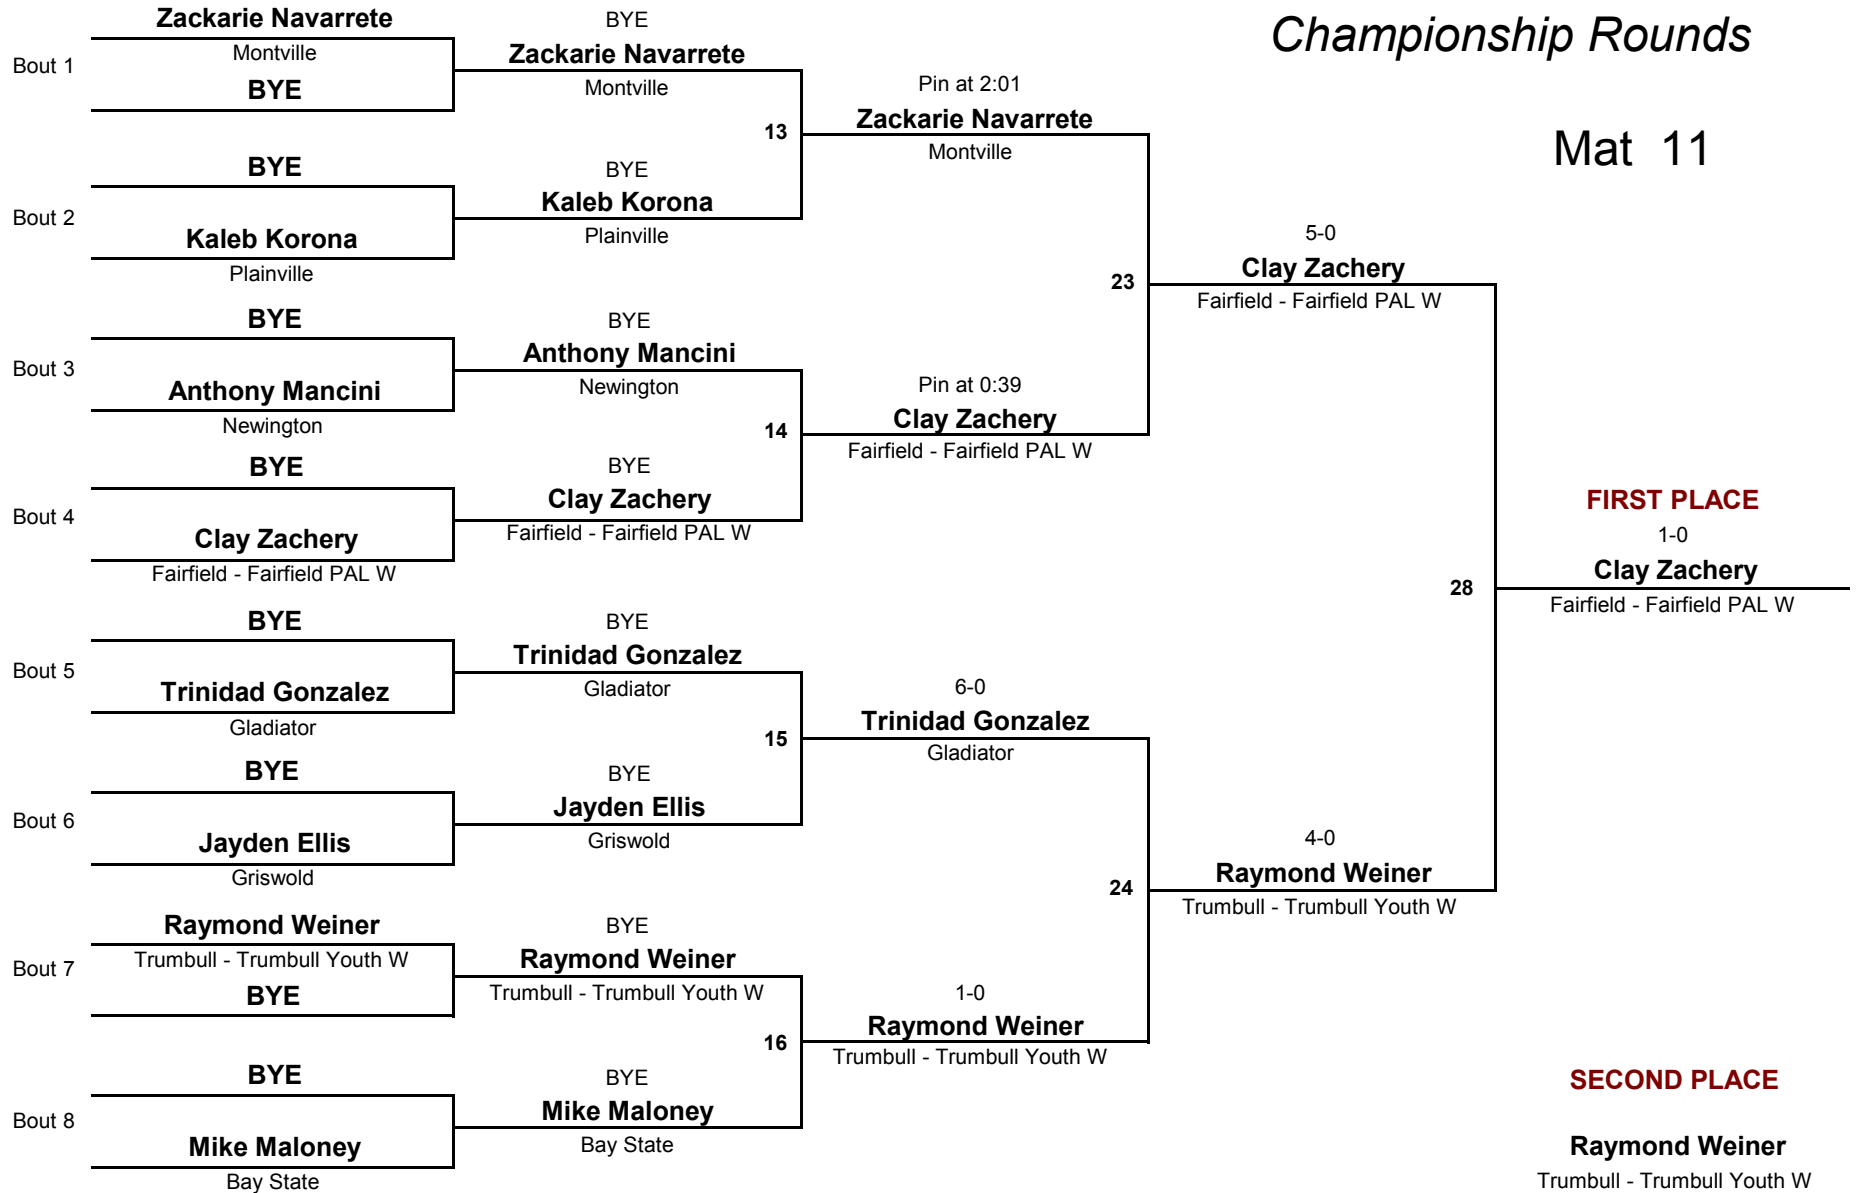 Championship Rounds
Mat 11
Zackarie Navarrete
Montville
Bout 1
BYE
BYE
Bout 2
Kaleb Korona
Plainville
BYE
Bout 3
Anthony Mancini
Newington
BYE
Bout 4
Clay Zachery
Fairfield - Fairfield PAL W
BYE
Bout 5
Trinidad Gonzalez
Gladiator
BYE
Bout 6
Jayden Ellis
Griswold
Raymond Weiner
Trumbull - Trumbull Youth W
Bout 7
BYE
BYE
Bout 8
Mike Maloney
Bay State
BYE
Zackarie Navarrete
Montville
13
BYE
Kaleb Korona
Plainville
BYE
Anthony Mancini
Newington
14
BYE
Clay Zachery
Fairfield - Fairfield PAL W
BYE
Trinidad Gonzalez
Gladiator
15
BYE
Jayden Ellis
Griswold
BYE
Raymond Weiner
Trumbull - Trumbull Youth W
16
BYE
Mike Maloney
Bay State
Pin at 2:01
Zackarie Navarrete
Montville
23
Pin at 0:39
Clay Zachery
Fairfield - Fairfield PAL W
6-0
Trinidad Gonzalez
Gladiator
24
1-0
Raymond Weiner
Trumbull - Trumbull Youth W
5-0
Clay Zachery
Fairfield - Fairfield PAL W
28
4-0
Raymond Weiner
Trumbull - Trumbull Youth W
FIRST PLACE
1-0
Clay Zachery
Fairfield - Fairfield PAL W
SECOND PLACE
Raymond Weiner
Trumbull - Trumbull Youth W